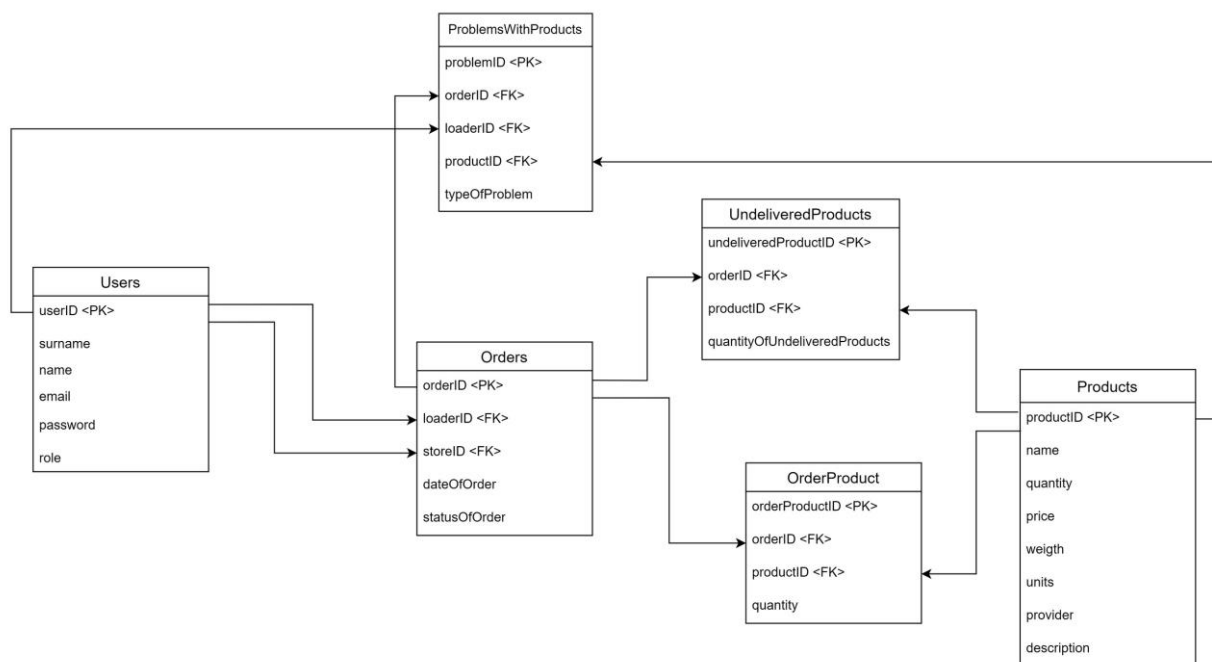 ProblemsWithProducts
problemID <PK>
orderID <FK>
loaderID <FK>
productID <FK>
typeOfProblem
UndeliveredProducts
undeliveredProductID <PK>
orderID <FK>
productID <FK>
quantityOfUndeliveredProducts
Users
userID <PK>
surname
name
email
password
role
Orders
orderID <PK>
loaderID <FK>
storeID <FK>
dateOfOrder
statusOfOrder
OrderProduct
orderProductID <PK>
orderID <FK>
productID <FK>
quantity
Products
productID <PK>
name
quantity
price
weigth
units
provider
description